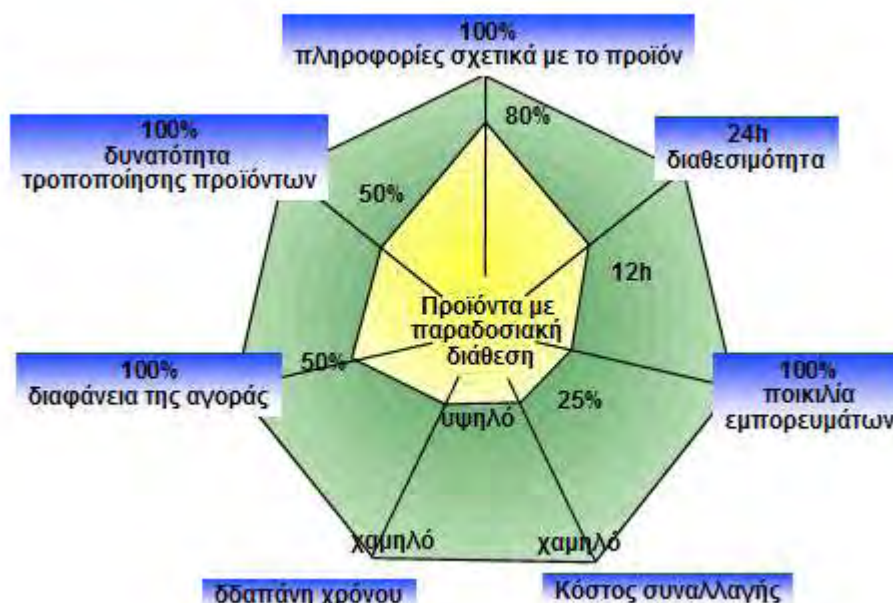 100%
πληροφορίες σχετικά με το προϊόν
80%
100%
δυνατότητα
τροποποίησης προϊόντων
24h
διαθεσιμότητα
50%
12h
Προϊόντα με
παραδοσιακή
διάθεση
100%
διαφάνεια της αγοράς
50%
100%
ποικιλία
εμπορευμάτων
25%
υψηλό
χαμηλό
χαμηλό
δδαπάνη χρόνου
Κόστος συναλλαγής